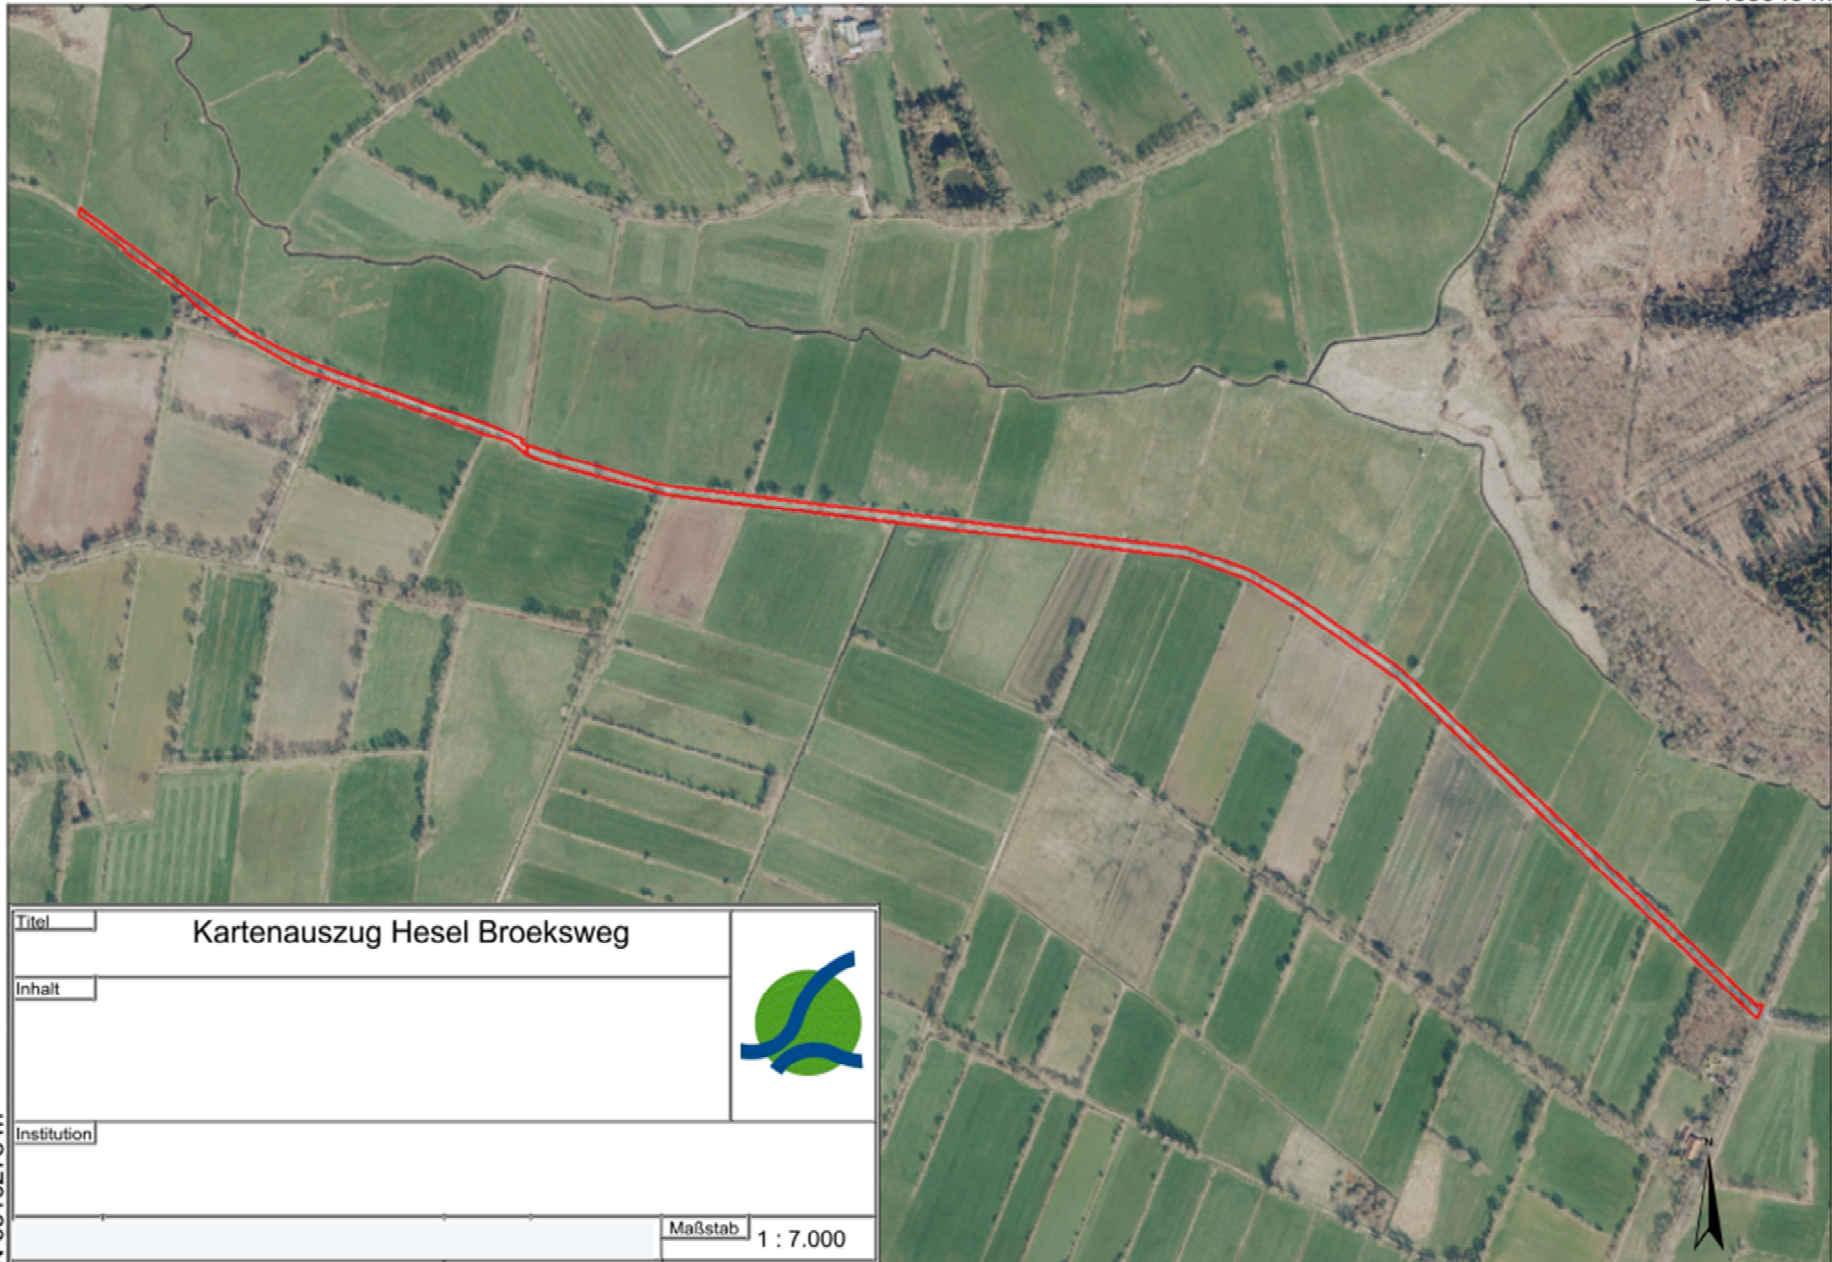 Titel
Kartenauszug Hesel Broeksweg
Inhalt
Institution
Maßstab
1 : 7.000
N